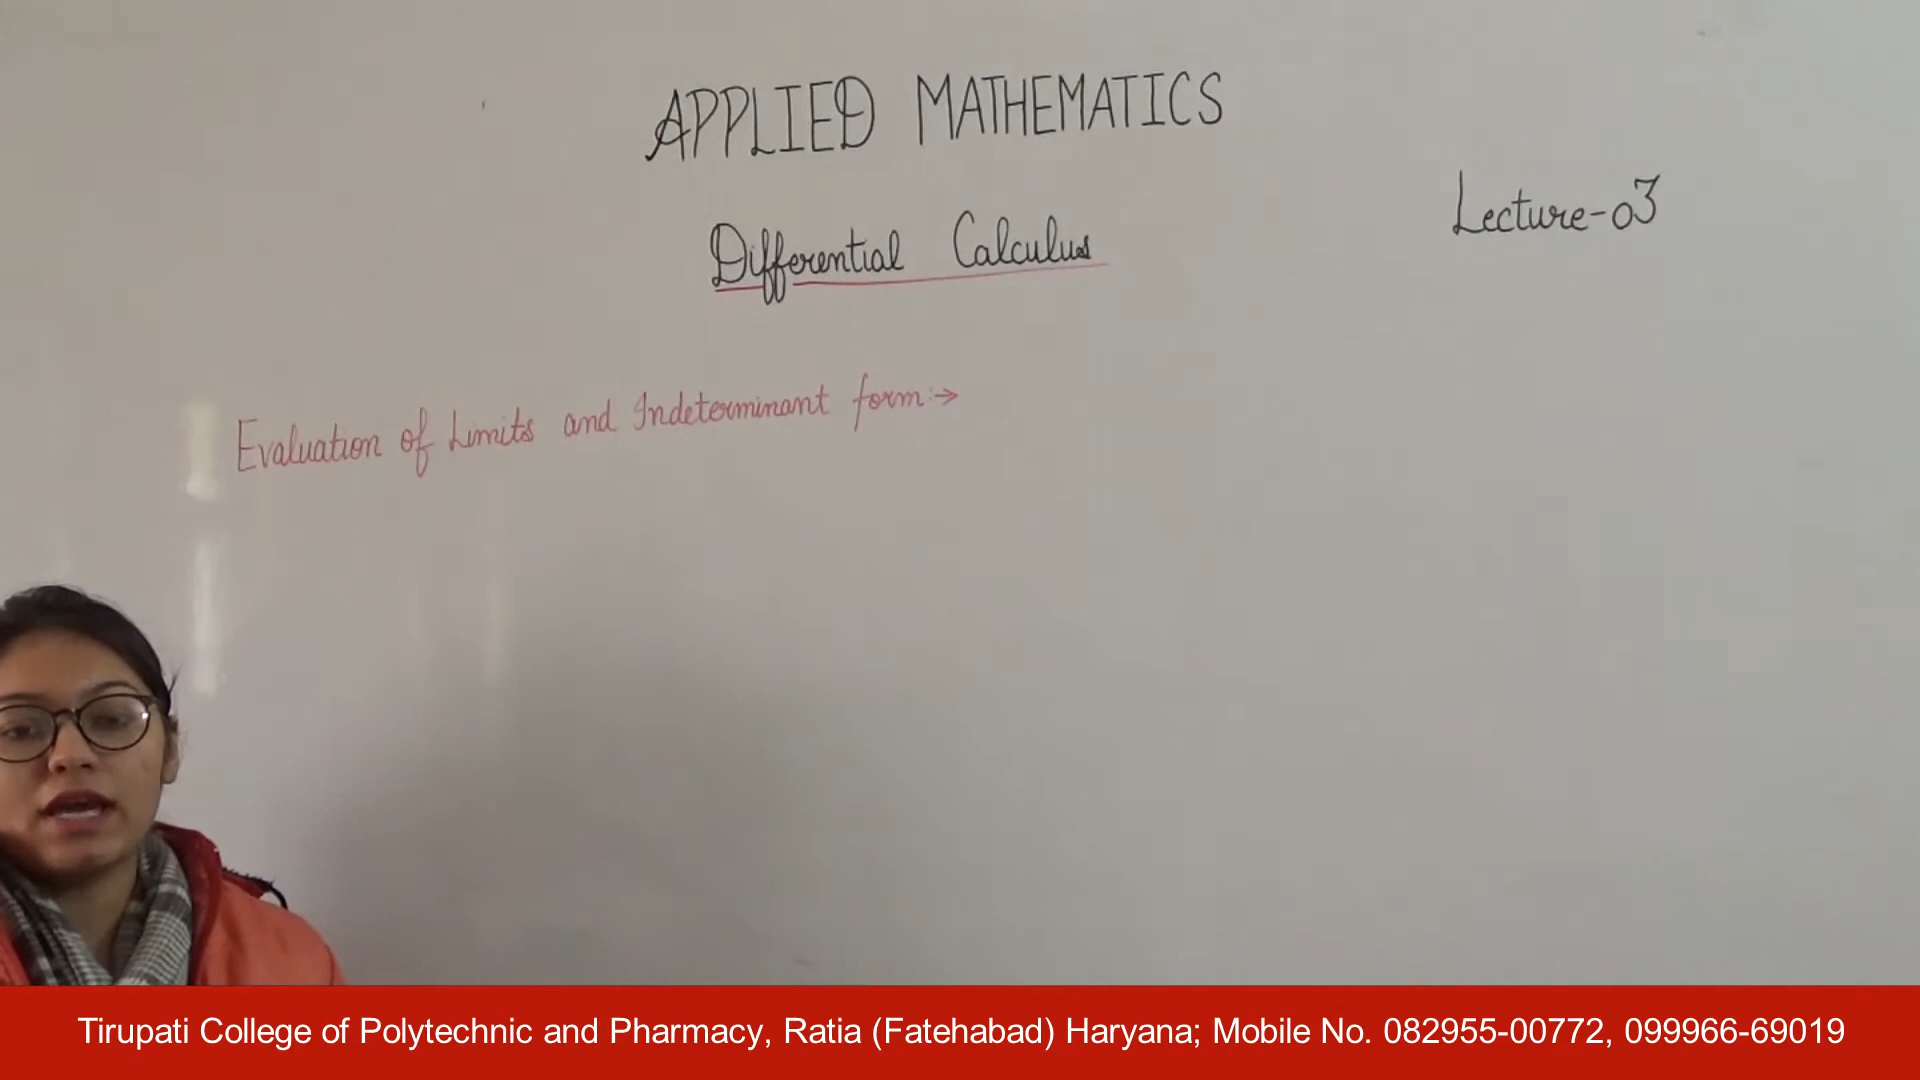 APPLIED MATHEMATICS
Lecture-03
Differential Calculus
Evaluation of Limits and Indeterminant form:->
Tirupati College of Polytechnic and Pharmacy, Ratia (Fatehabad) Haryana; Mobile No. 082955-00772, 099966-69019